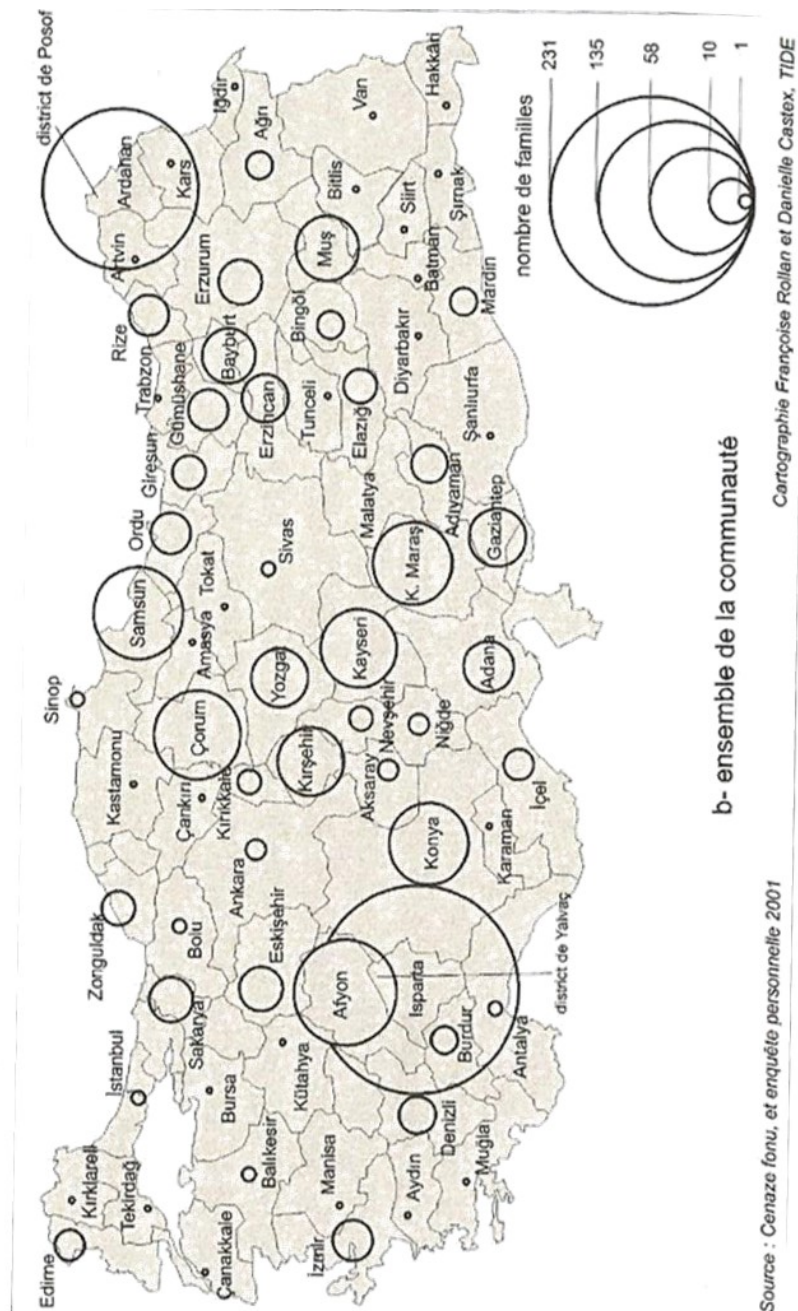 district de Posof
Edirne
Kırklareli
Tekirdağ
İstanbul
Çanakkale
Balıkesir
Bursa
Sakarya
Zonguldak
Bolu
Kastamonu
Sinop
Çankırı
Kırıkkale
Çorum
Samsun
Amasya
Tokat
Ordu
Giresun
Gümüshane
Trabzon
Rize
Bayburt
Artvin
Ardahan
Kars
Iğdır
Ağrı
Erzurum
Erzincan
Sivas
Yozgat
Ankara
Eskişehir
Kütahya
Manisa
İzmir
Aydın
Denizli
Muğla
Afyon
Isparta
Burdur
Antalya
district de Yalvaç
Konya
Karaman
Aksaray
Kırşehir
Nevşehir
Niğde
Kayseri
İçel
Adana
K. Maraş
Gaziantep
Malatya
Adıyaman
Şanlıurfa
Elazığ
Tunceli
Bingöl
Muş
Bitlis
Van
Hakkâri
Şırnak
Siirt
Batman
Diyarbakır
Mardin
nombre de familles
231
135
58
10
1
b- ensemble de la communauté
Source : Cenaze fonu, et enquête personnelle 2001
Cartographie Françoise Rollan et Danielle Castex, TIDE